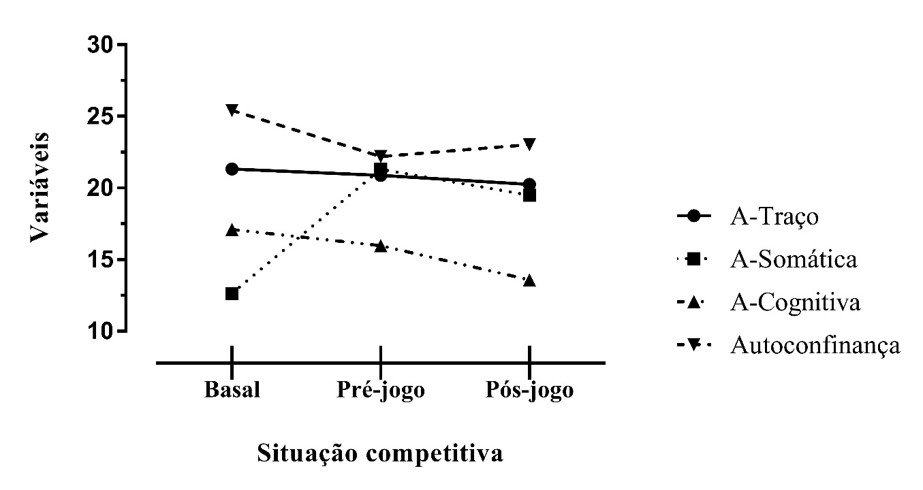 30
25
20
15
10
Variáveis
Basal
Pré-jogo
Pós-jogo
Situação competitiva
A-Traço
A-Somática
A-Cognitiva
Autoconfinança